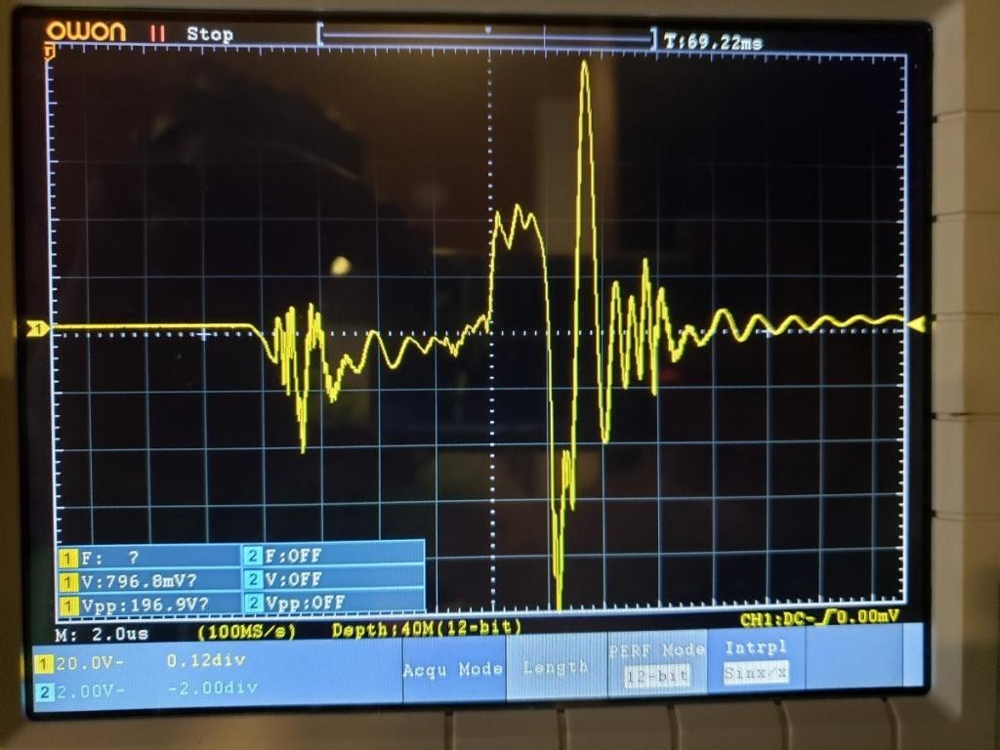 owon Stop T:69.22ms
T
1
1 F: ? 2 F:OFF
1 V:796.8mV? 2 V:OFF
1 Vpp:196.9V? 2 Vpp:OFF
M: 2.0us (100MS/s) Depth:40M(12-bit) CH1:DC- 0.00mV
1 20.0V- 0.12div
2 2.00V- -2.00div
Acqu Mode
Length
PERF Mode
12-bit
Intrpl
Sinx/x